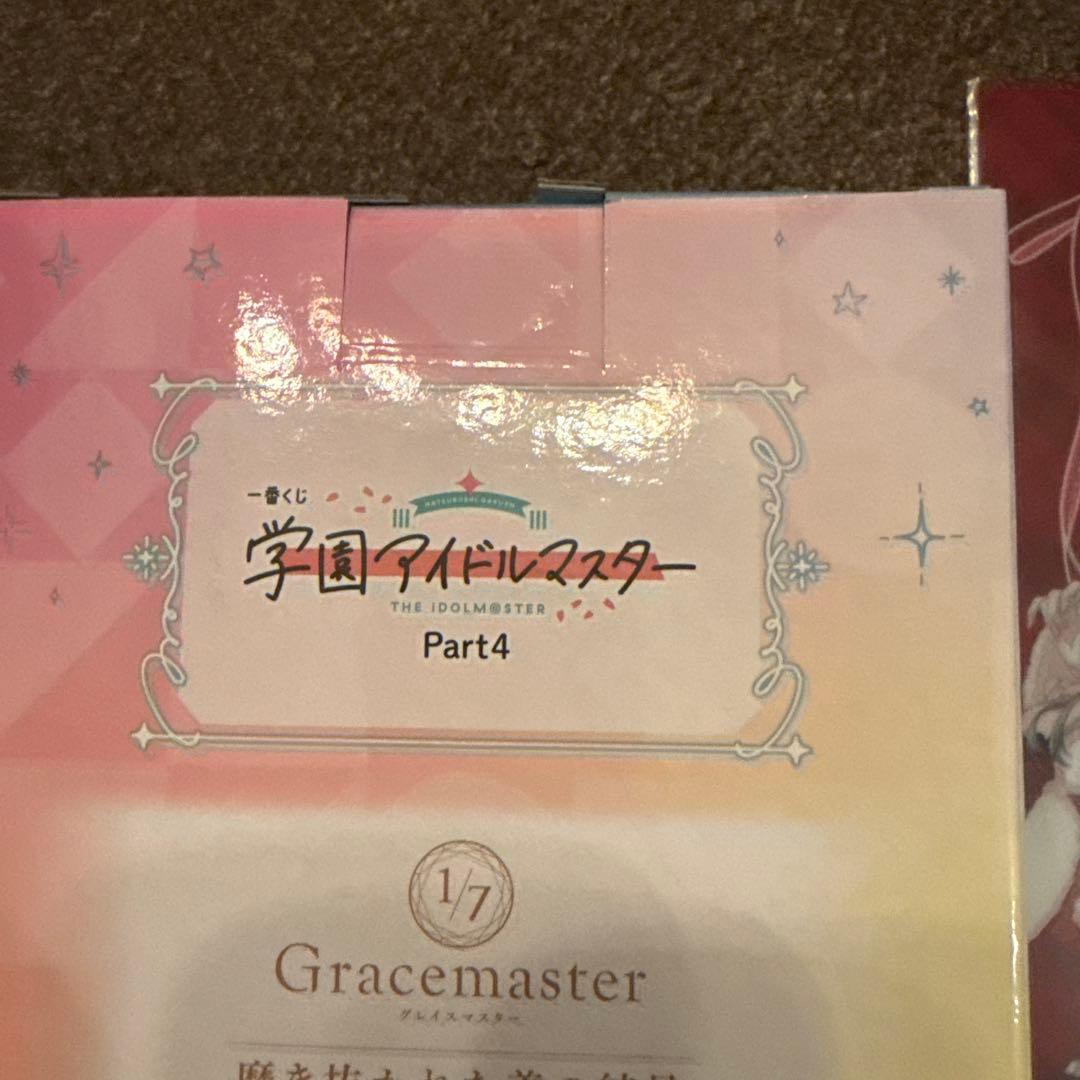 一番くじ
HATSUBOSHI GAKUEN
学園アイドルマスター
THE IDOLM@STER
Part4
1/7
Gracemaster
グレイスマスター